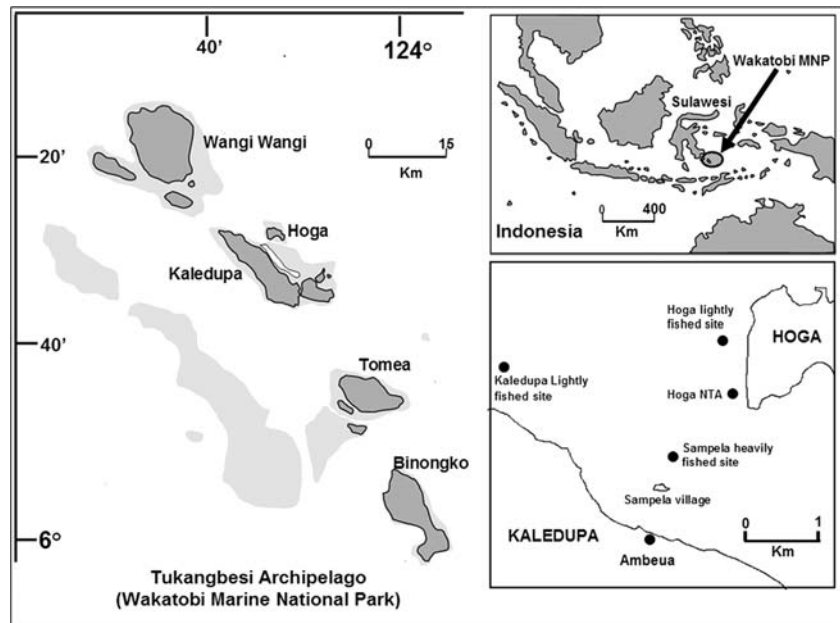 40’
124°
Wangi Wangi
0 15
Km
20’
Hoga
Kaledupa
40’
Tomea
Binongko
6°
Tukangbesi Archipelago
(Wakatobi Marine National Park)
Wakatobi MNP
Sulawesi
0 400
Km
Indonesia
Hoga lightly
fished site
HOGA
Kaledupa Lightly
fished site
Hoga NTA
Sampela heavily
fished site
Sampela village
0 1
Km
KALEDUPA
Ambeua